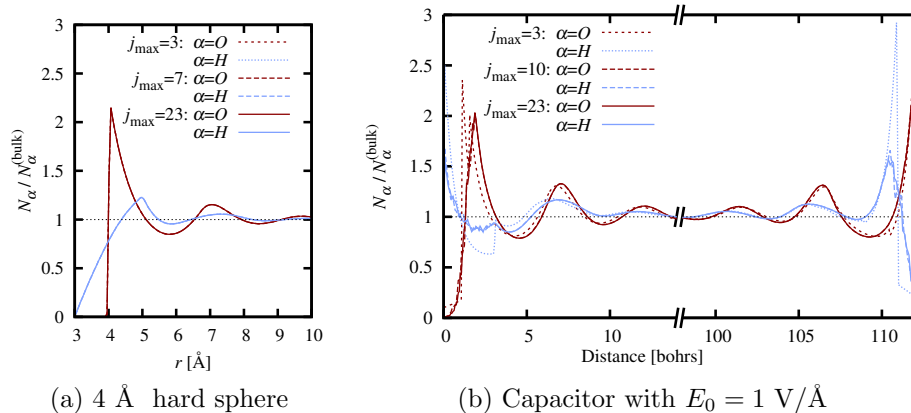 3
2.5
2
1.5
1
0.5
0
N_α / N_α^(bulk)
j_max=3: α=O
α=H
j_max=7: α=O
α=H
j_max=23: α=O
α=H
3 4 5 6 7 8 9 10
r [Å]
(a) 4 Å hard sphere
3
2.5
2
1.5
1
0.5
0
N_α / N_α^(bulk)
j_max=3: α=O
α=H
j_max=10: α=O
α=H
j_max=23: α=O
α=H
0 5 10 100 105 110
Distance [bohrs]
(b) Capacitor with E_0 = 1 V/Å